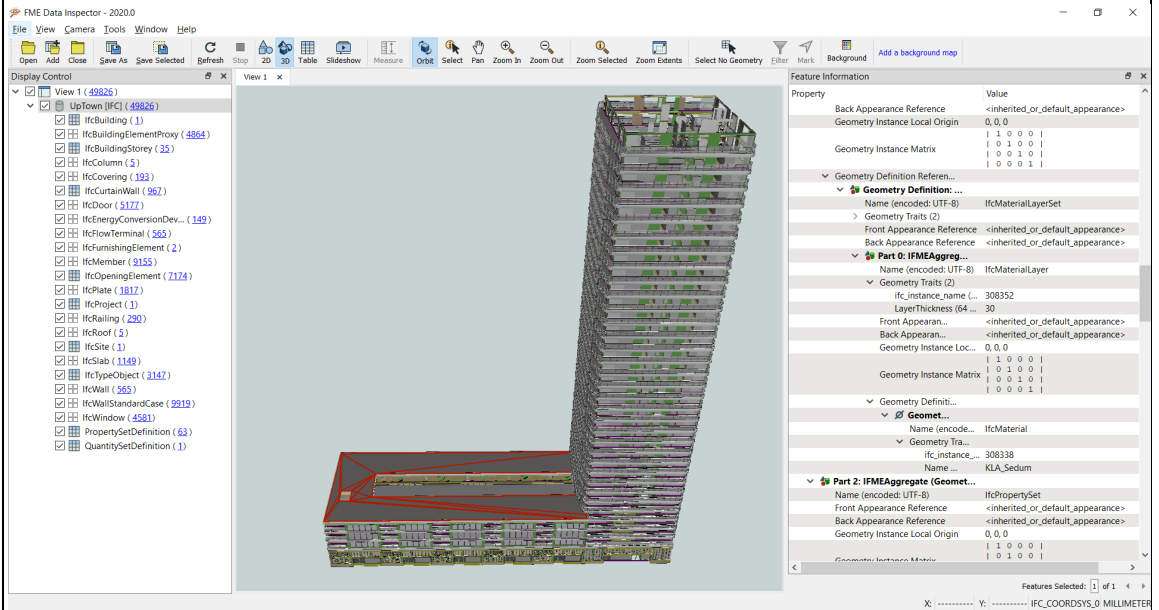 FME Data Inspector - 2020.0
File View Camera Tools Window Help
Open Add Close Save As Save Selected Refresh Stop 2D 3D Table Slideshow Measure Orbit Select Pan Zoom In Zoom Out Zoom Selected Zoom Extents Select No Geometry Filter Mark Background Add a background map
Display Control
View 1 (49826)
UpTown [IFC] (49826)
IfcBuilding (1)
IfcBuildingElementProxy (4864)
IfcBuildingStorey (35)
IfcColumn (5)
IfcCovering (193)
IfcCurtainWall (967)
IfcDoor (5177)
IfcEnergyConversionDev... (149)
IfcFlowTerminal (565)
IfcFurnishingElement (2)
IfcMember (9155)
IfcOpeningElement (7174)
IfcPlate (1817)
IfcProject (1)
IfcRailing (290)
IfcRoof (5)
IfcSite (1)
IfcSlab (1149)
IfcTypeObject (3147)
IfcWall (565)
IfcWallStandardCase (9919)
IfcWindow (4581)
PropertySetDefinition (63)
QuantitySetDefinition (1)
View 1
Feature Information
Property Value
Back Appearance Reference <inherited_or_default_appearance>
Geometry Instance Local Origin 0, 0, 0
| 1 0 0 0 |
| 0 1 0 0 |
Geometry Instance Matrix
| 0 0 1 0 |
| 0 0 0 1 |
Geometry Definition Referen...
Geometry Definition: ...
Name (encoded: UTF-8) IfcMaterialLayerSet
Geometry Traits (2)
Front Appearance Reference <inherited_or_default_appearance>
Back Appearance Reference <inherited_or_default_appearance>
Part 0: IFMEAggreg...
Name (encoded: UTF-8) IfcMaterialLayer
Geometry Traits (2)
ifc_instance_name (... 308352
LayerThickness (64 ... 30
Front Appearan... <inherited_or_default_appearance>
Back Appearan... <inherited_or_default_appearance>
Geometry Instance Loc... 0, 0, 0
| 1 0 0 0 |
| 0 1 0 0 |
Geometry Instance Matrix
| 0 0 1 0 |
| 0 0 0 1 |
Geometry Definiti...
Geomet...
Name (encode... IfcMaterial
Geometry Tra...
ifc_instance_... 308338
Name ... KLA_Sedum
Part 2: IFMEAggregate (Geomet...
Name (encoded: UTF-8) IfcPropertySet
Front Appearance Reference <inherited_or_default_appearance>
Back Appearance Reference <inherited_or_default_appearance>
Geometry Instance Local Origin 0, 0, 0
| 1 0 0 0 |
| 0 1 0 0 |
Geometry Instance Matrix
Features Selected: 1 of 1
X: ---------- Y: ---------- IFC_COORDSYS_0 MILLIMETER